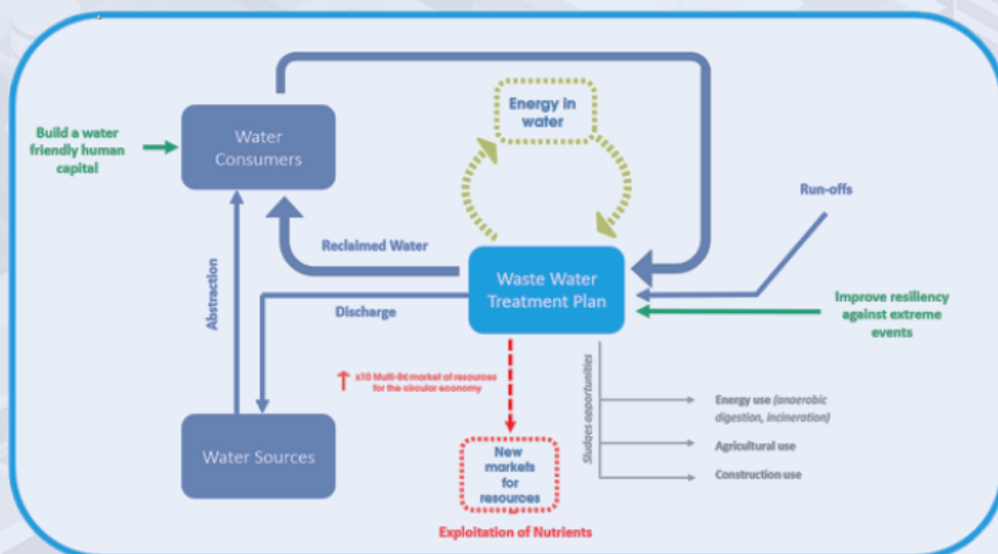 Build a water
friendly human
capital
Water
Consumers
Energy in
water
Run-offs
Reclaimed Water
Waste Water
Treatment Plan
Abstraction
Discharge
Improve resiliency
against extreme
events
x10 Multi-B€ market of resources
for the circular economy
Sludges opportunities
Energy use (anaerobic
digestion, incineration)
Agricultural use
Construction use
Water Sources
New
markets
for
resources
Exploitation of Nutrients